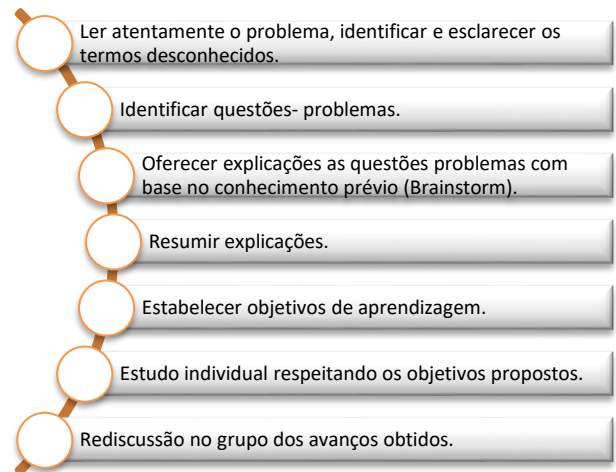 Ler atentamente o problema, identificar e esclarecer os
termos desconhecidos.
Identificar questões- problemas.
Oferecer explicações as questões problemas com
base no conhecimento prévio (Brainstorm).
Resumir explicações.
Estabelecer objetivos de aprendizagem.
Estudo individual respeitando os objetivos propostos.
Rediscussão no grupo dos avanços obtidos.